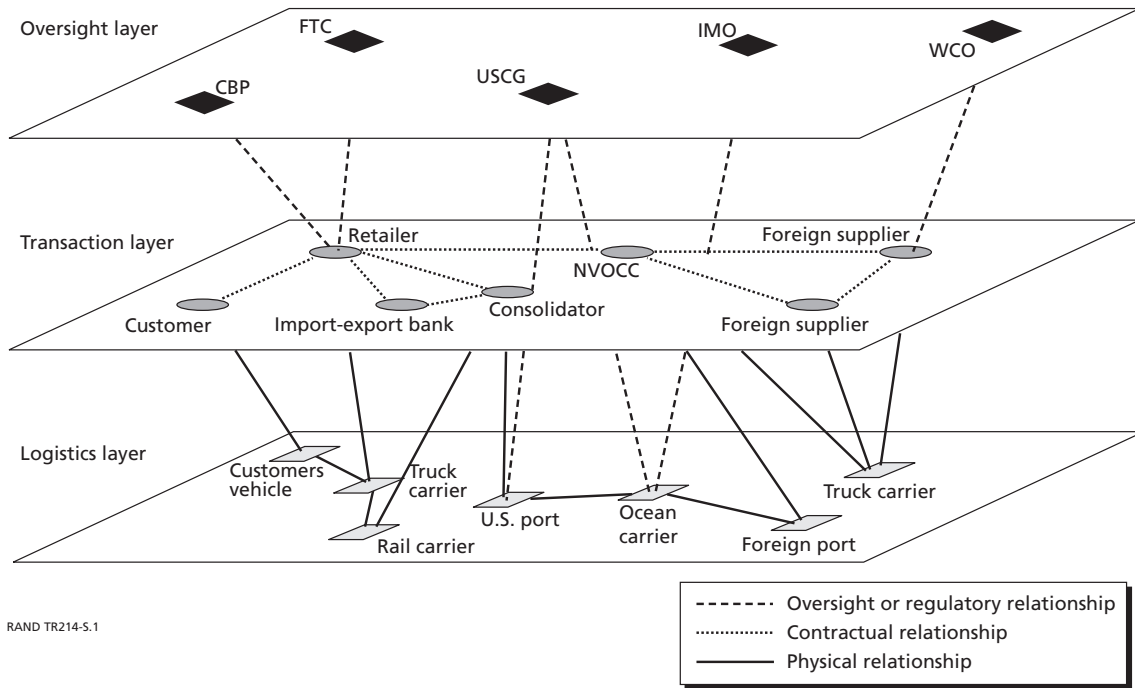 Oversight layer
FTC
IMO
WCO
CBP
USCG
Transaction layer
Retailer
Foreign supplier
NVOCC
Customer
Import-export bank
Consolidator
Foreign supplier
Logistics layer
Customers
vehicle
Truck
carrier
Rail carrier
U.S. port
Ocean
carrier
Foreign port
Truck carrier
Oversight or regulatory relationship
Contractual relationship
Physical relationship
RAND TR214-S.1